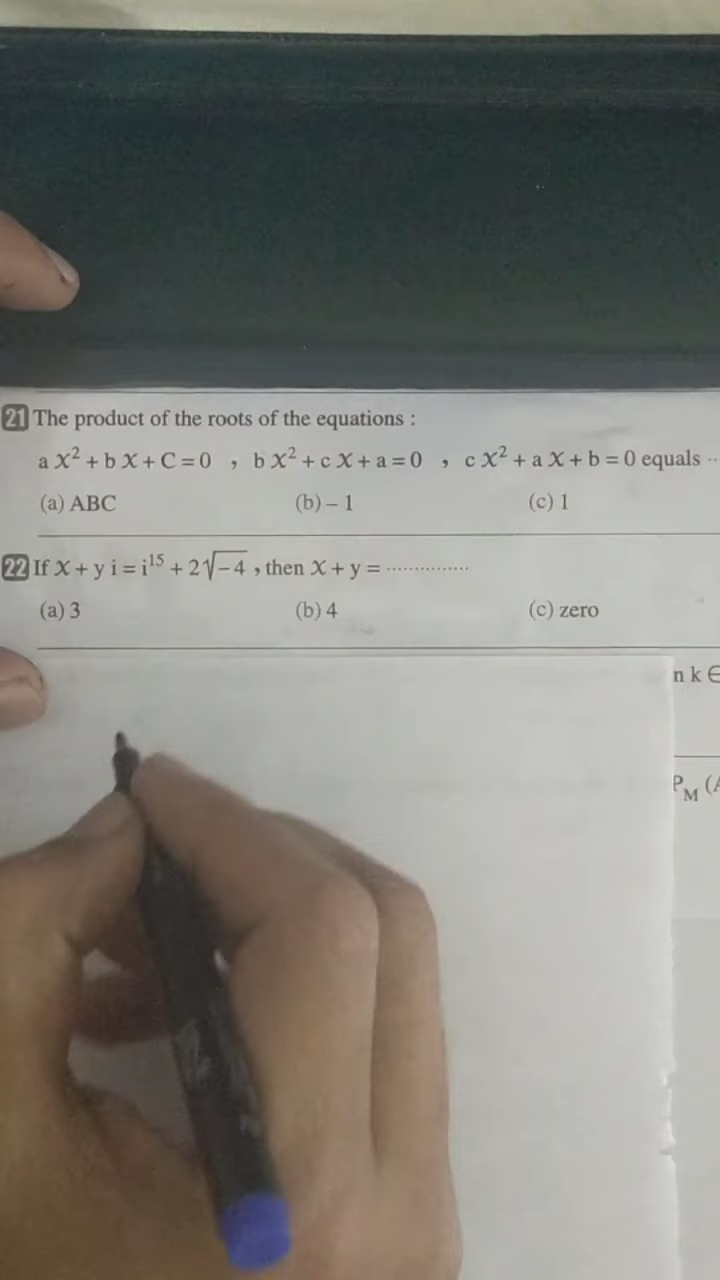 21 The product of the roots of the equations :
a X² + b X + C = 0 , b X² + c X + a = 0 , c X² + a X + b = 0 equals ··
(a) ABC (b) – 1 (c) 1
22 If X + y i = i¹⁵ + 2√–4 , then X + y = ···············
(a) 3 (b) 4 (c) zero
n k ∈
P_M (A